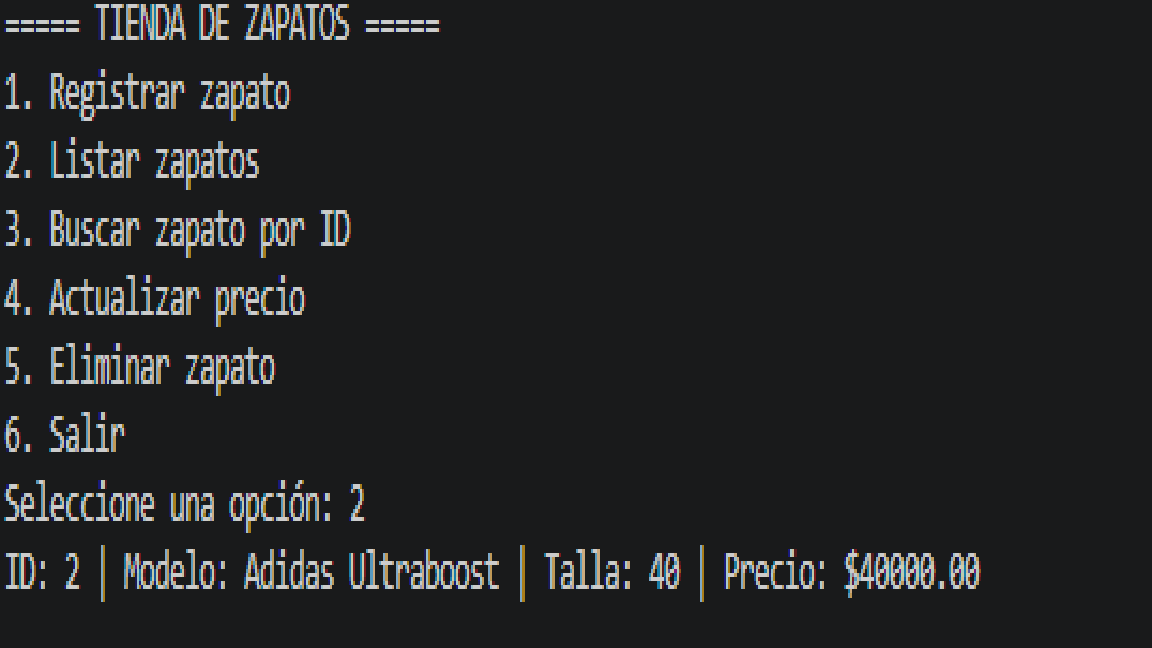 ===== TIENDA DE ZAPATOS =====
1. Registrar zapato
2. Listar zapatos
3. Buscar zapato por ID
4. Actualizar precio
5. Eliminar zapato
6. Salir
Seleccione una opción: 2
ID: 2 | Modelo: Adidas Ultraboost | Talla: 40 | Precio: $40000.00